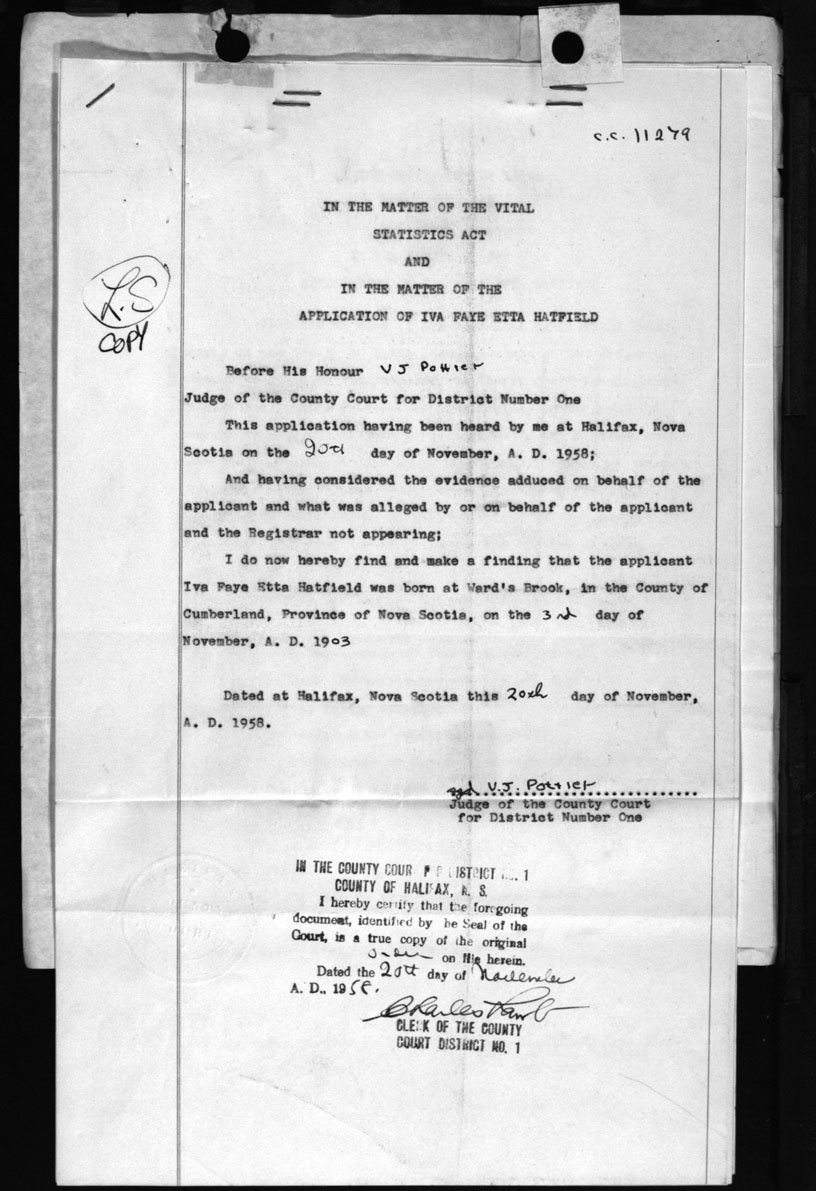 c.c. 11279
IN THE MATTER OF THE VITAL
STATISTICS ACT
AND
IN THE MATTER OF THE
APPLICATION OF IVA FAYE ETTA HATFIELD
L.S
COPY
Before His Honour V J Pottier
Judge of the County Court for District Number One
This application having been heard by me at Halifax, Nova
Scotia on the 20th day of November, A. D. 1958;
And having considered the evidence adduced on behalf of the
applicant and what was alleged by or on behalf of the applicant
and the Registrar not appearing;
I do now hereby find and make a finding that the applicant
Iva Faye Etta Hatfield was born at Ward's Brook, in the County of
Cumberland, Province of Nova Scotia, on the 3rd day of
November, A. D. 1903
Dated at Halifax, Nova Scotia this 20th day of November,
A. D. 1958.
sgd V.J. Pottier
Judge of the County Court
for District Number One
IN THE COUNTY COURT DISTRICT No. 1
COUNTY OF HALIFAX, N. S.
I hereby certify that the foregoing
document, identified by he Seal of the
Court, is a true copy of the original
order on file herein.
Dated the 20th day of November
A. D., 1958.
Charles
CLERK OF THE COUNTY
COURT DISTRICT NO. 1